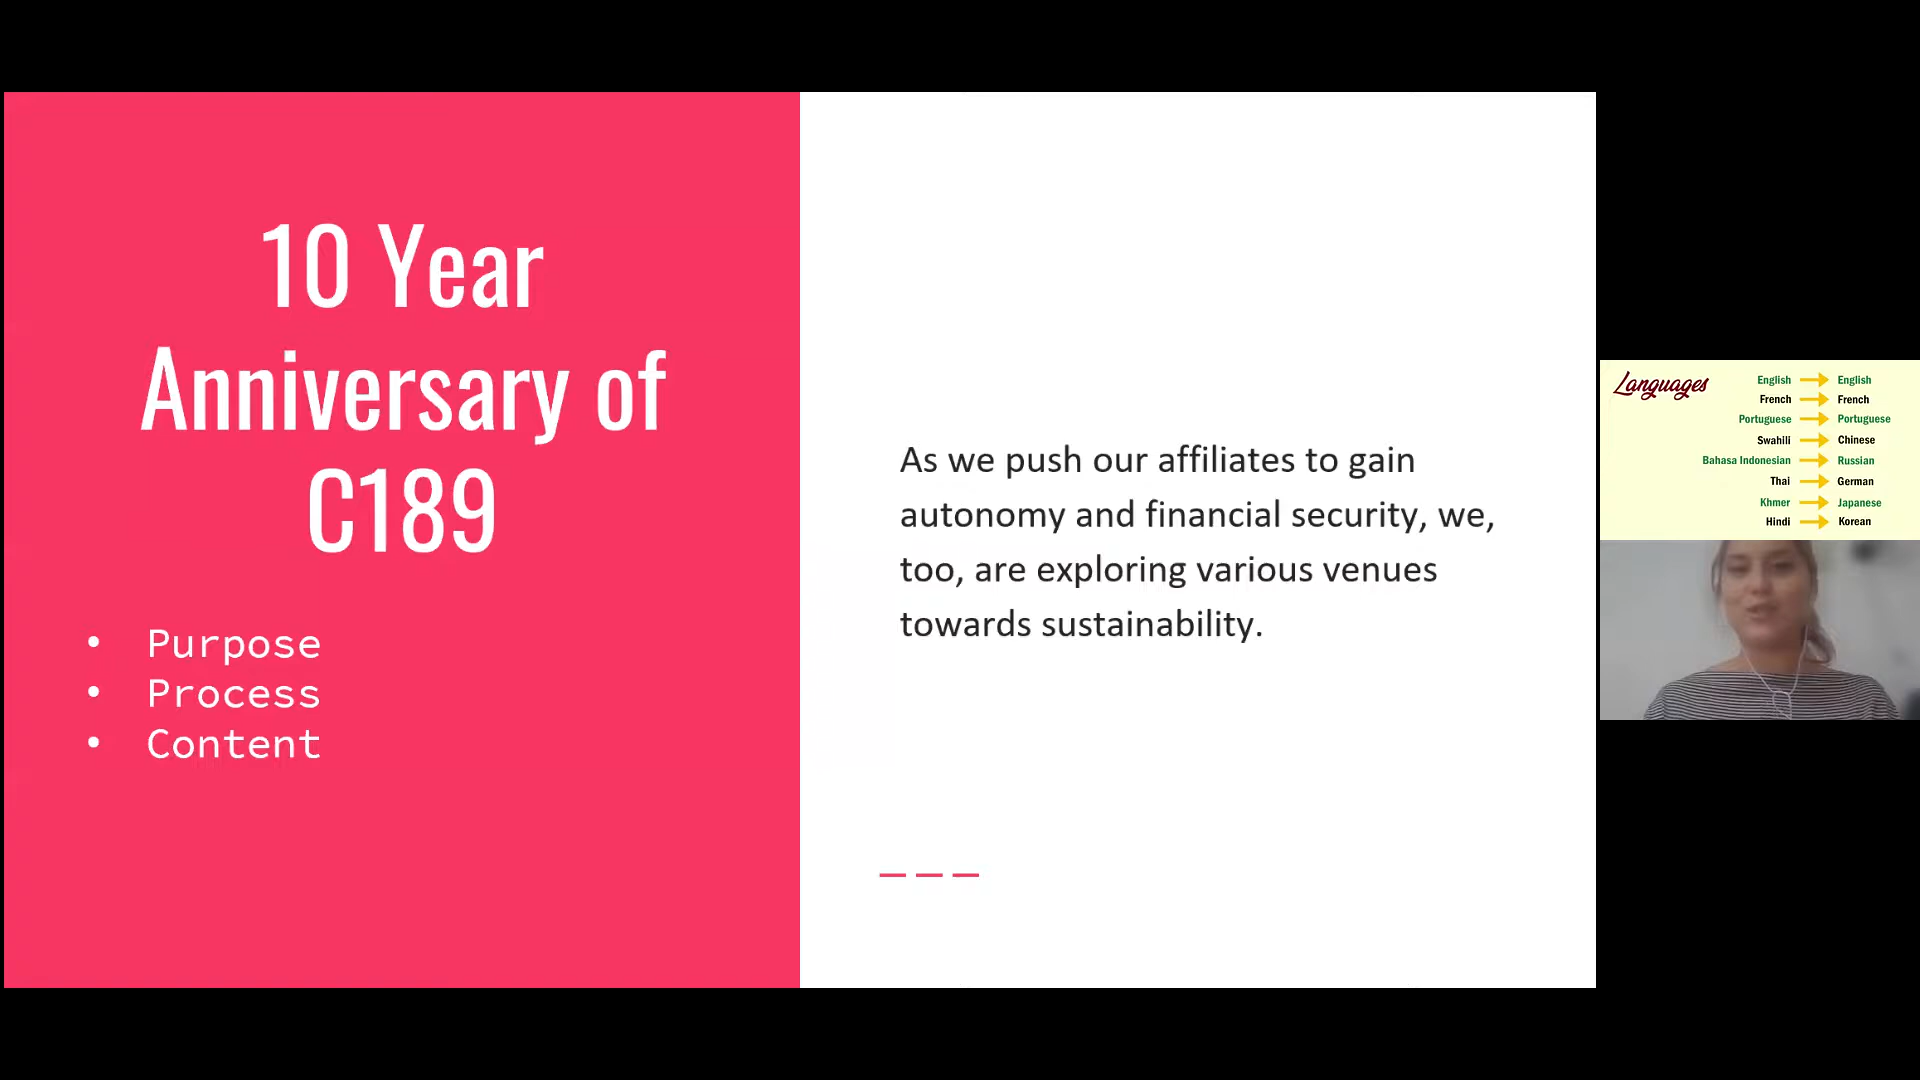 10 Year
Anniversary of
C189
• Purpose
• Process
• Content
As we push our affiliates to gain
autonomy and financial security, we,
too, are exploring various venues
towards sustainability.
Languages
English English
French French
Portuguese Portuguese
Swahili Chinese
Bahasa Indonesian Russian
Thai German
Khmer Japanese
Hindi Korean